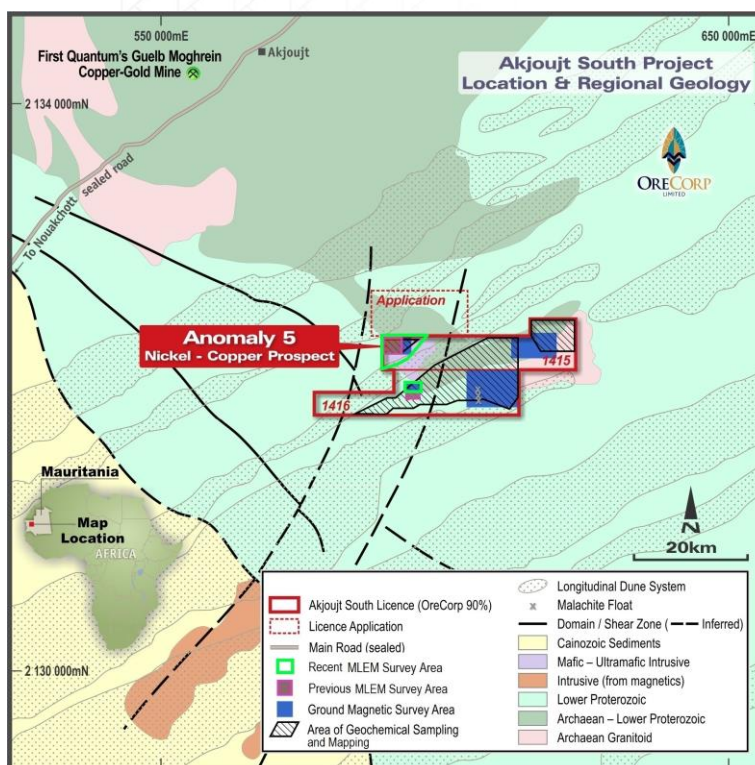 550 000mE
650 000mE
First Quantum's Guelb Moghrein
Copper-Gold Mine
Akjoujt
Akjoujt South Project
Location & Regional Geology
2 134 000mN
ORECORP
LIMITED
To Nouakchott sealed road
Application
Anomaly 5
Nickel - Copper Prospect
1415
1416
Mauritania
Map
Location
AFRICA
N
20km
2 130 000mN
Akjoujt South Licence (OreCorp 90%)
Licence Application
Main Road (sealed)
Recent MLEM Survey Area
Previous MLEM Survey Area
Ground Magnetic Survey Area
Area of Geochemical Sampling
and Mapping
Longitudinal Dune System
Malachite Float
Domain / Shear Zone ( Inferred)
Cainozoic Sediments
Mafic – Ultramafic Intrusive
Intrusive (from magnetics)
Lower Proterozoic
Archaean – Lower Proterozoic
Archaean Granitoid